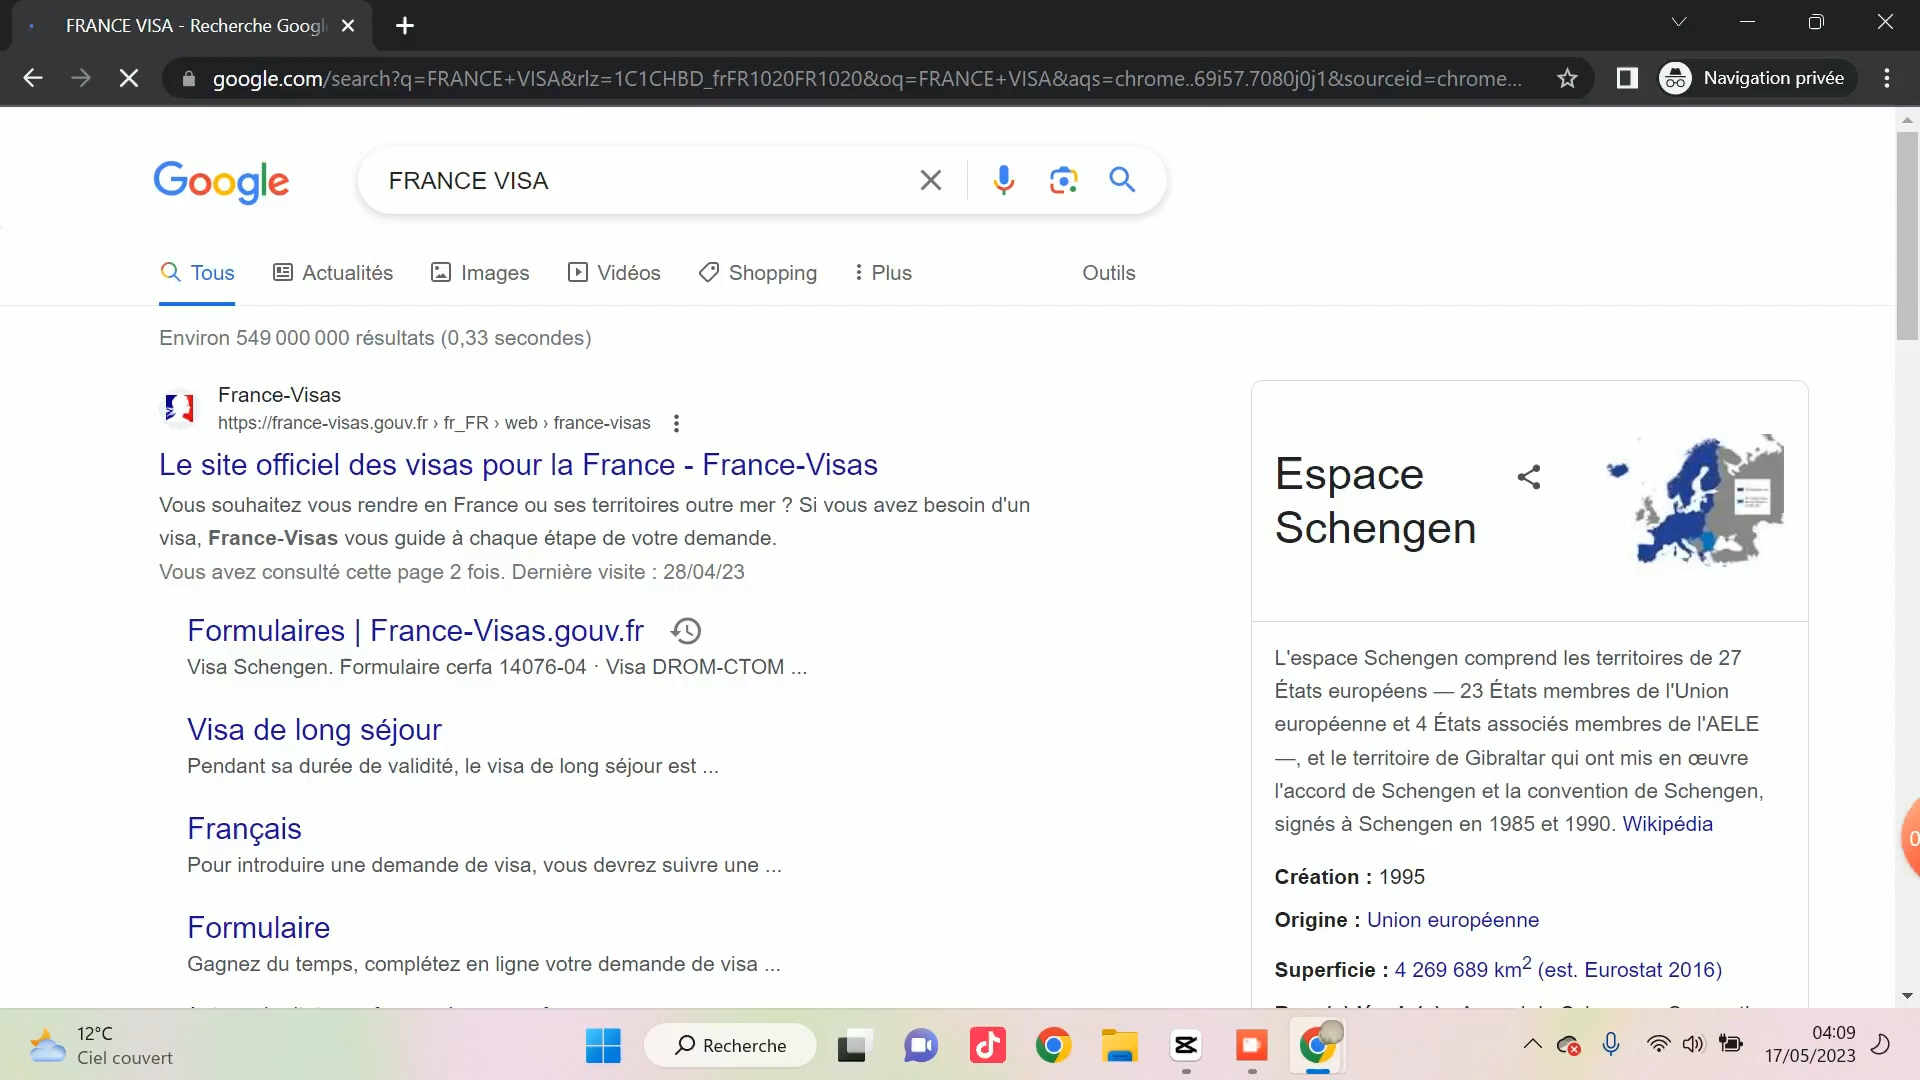 FRANCE VISA - Recherche Googl
google.com/search?q=FRANCE+VISA&rlz=1C1CHBD_frFR1020FR1020&oq=FRANCE+VISA&aqs=chrome..69i57.7080j0j1&sourceid=chrome...
Navigation privée
Google
FRANCE VISA
Tous
Actualités
Images
Vidéos
Shopping
Plus
Outils
Environ 549 000 000 résultats (0,33 secondes)
France-Visas
https://france-visas.gouv.fr › fr_FR › web › france-visas
Le site officiel des visas pour la France - France-Visas
Vous souhaitez vous rendre en France ou ses territoires outre mer ? Si vous avez besoin d'un
visa, France-Visas vous guide à chaque étape de votre demande.
Vous avez consulté cette page 2 fois. Dernière visite : 28/04/23
Formulaires | France-Visas.gouv.fr
Visa Schengen. Formulaire cerfa 14076-04 · Visa DROM-CTOM ...
Visa de long séjour
Pendant sa durée de validité, le visa de long séjour est ...
Français
Pour introduire une demande de visa, vous devrez suivre une ...
Formulaire
Gagnez du temps, complétez en ligne votre demande de visa ...
Espace
Schengen
L'espace Schengen comprend les territoires de 27
États européens — 23 États membres de l'Union
européenne et 4 États associés membres de l'AELE
—, et le territoire de Gibraltar qui ont mis en œuvre
l'accord de Schengen et la convention de Schengen,
signés à Schengen en 1985 et 1990. Wikipédia
Création : 1995
Origine : Union européenne
Superficie : 4 269 689 km² (est. Eurostat 2016)
0
12°C
Ciel couvert
Recherche
04:09
17/05/2023